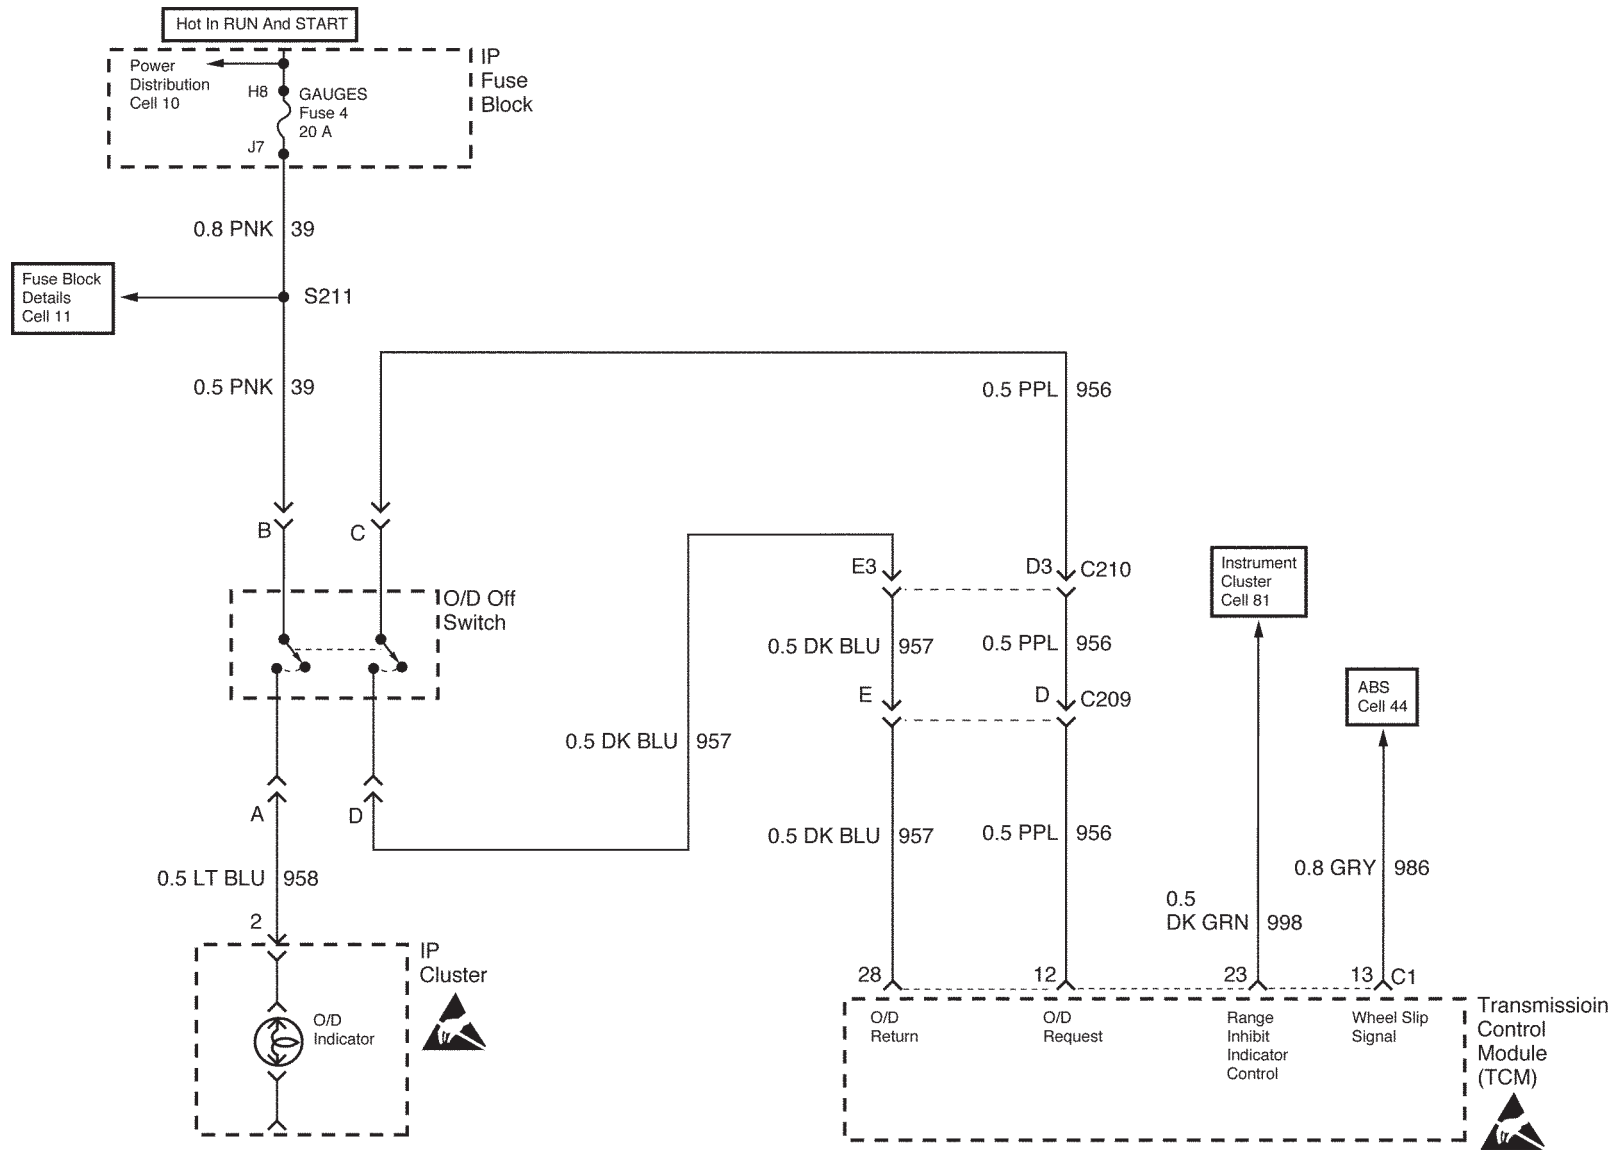 Hot In RUN And START
IP
Fuse
Block
Power
Distribution
Cell 10
H8
GAUGES
Fuse 4
20 A
J7
0.8 PNK 39
Fuse Block
Details
Cell 11
S211
0.5 PNK 39
0.5 PPL 956
B
C
E3
D3 C210
Instrument
Cluster
Cell 81
O/D Off
Switch
0.5 DK BLU 957
0.5 PPL 956
E
D C209
ABS
Cell 44
0.5 DK BLU 957
A
D
0.5 DK BLU 957
0.5 PPL 956
0.5 LT BLU 958
0.8 GRY 986
0.5
DK GRN 998
2
IP
Cluster
28
12
23
13 C1
O/D
Indicator
O/D
Return
O/D
Request
Range
Inhibit
Indicator
Control
Wheel Slip
Signal
Transmissioin
Control
Module
(TCM)